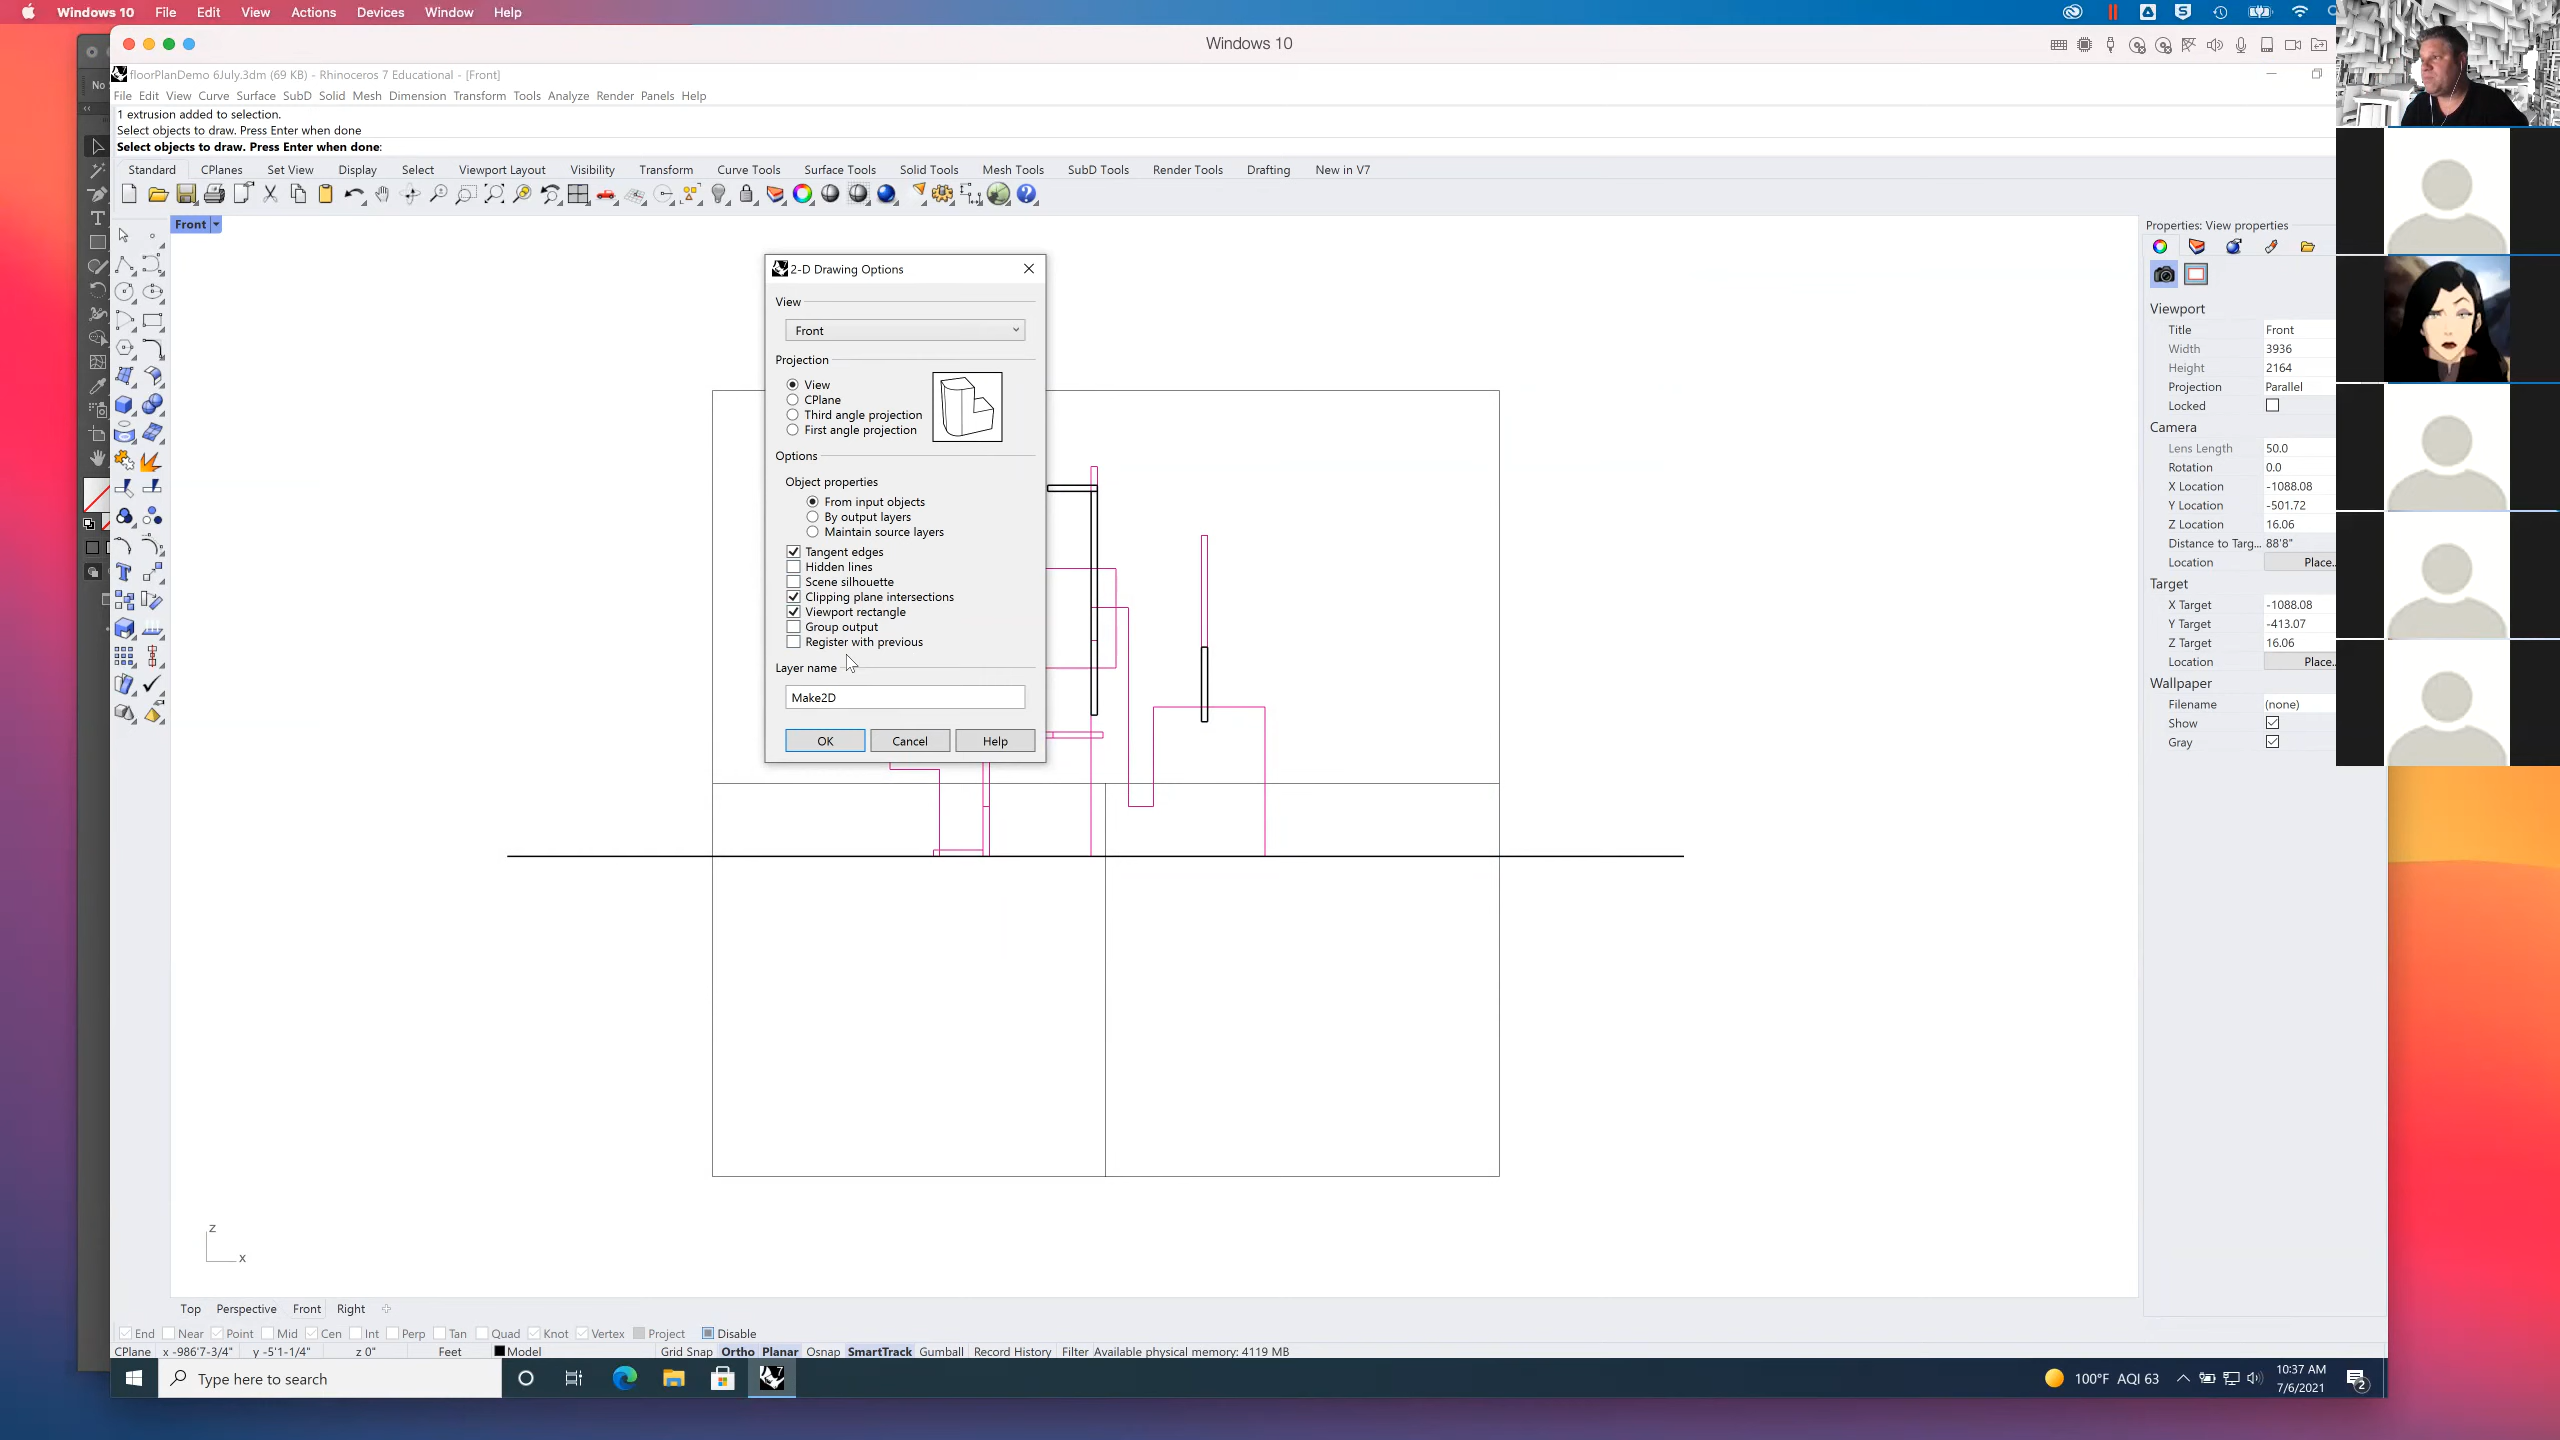 Windows 10 File Edit View Actions Devices Window Help
Windows 10
No
floorPlanDemo 6July.3dm (69 KB) - Rhinoceros 7 Educational - [Front]
File Edit View Curve Surface SubD Solid Mesh Dimension Transform Tools Analyze Render Panels Help
1 extrusion added to selection.
Select objects to draw. Press Enter when done
Select objects to draw. Press Enter when done:
Standard CPlanes Set View Display Select Viewport Layout Visibility Transform Curve Tools Surface Tools Solid Tools Mesh Tools SubD Tools Render Tools Drafting New in V7
Front
2-D Drawing Options
View
Front
Projection
View
CPlane
Third angle projection
First angle projection
Options
Object properties
From input objects
By output layers
Maintain source layers
Tangent edges
Hidden lines
Scene silhouette
Clipping plane intersections
Viewport rectangle
Group output
Register with previous
Layer name
Make2D
OK Cancel Help
Properties: View properties
Viewport
Title Front
Width 3936
Height 2164
Projection Parallel
Locked
Camera
Lens Length 50.0
Rotation 0.0
X Location -1088.08
Y Location -501.72
Z Location 16.06
Distance to Targ... 88'8"
Location Place..
Target
X Target -1088.08
Y Target -413.07
Z Target 16.06
Location Place..
Wallpaper
Filename (none)
Show
Gray
z
x
Top Perspective Front Right
End Near Point Mid Cen Int Perp Tan Quad Knot Vertex Project Disable
CPlane x -986'7-3/4" y -5'1-1/4" z 0" Feet Model Grid Snap Ortho Planar Osnap SmartTrack Gumball Record History Filter Available physical memory: 4119 MB
Type here to search
100°F AQI 63
10:37 AM
7/6/2021
2